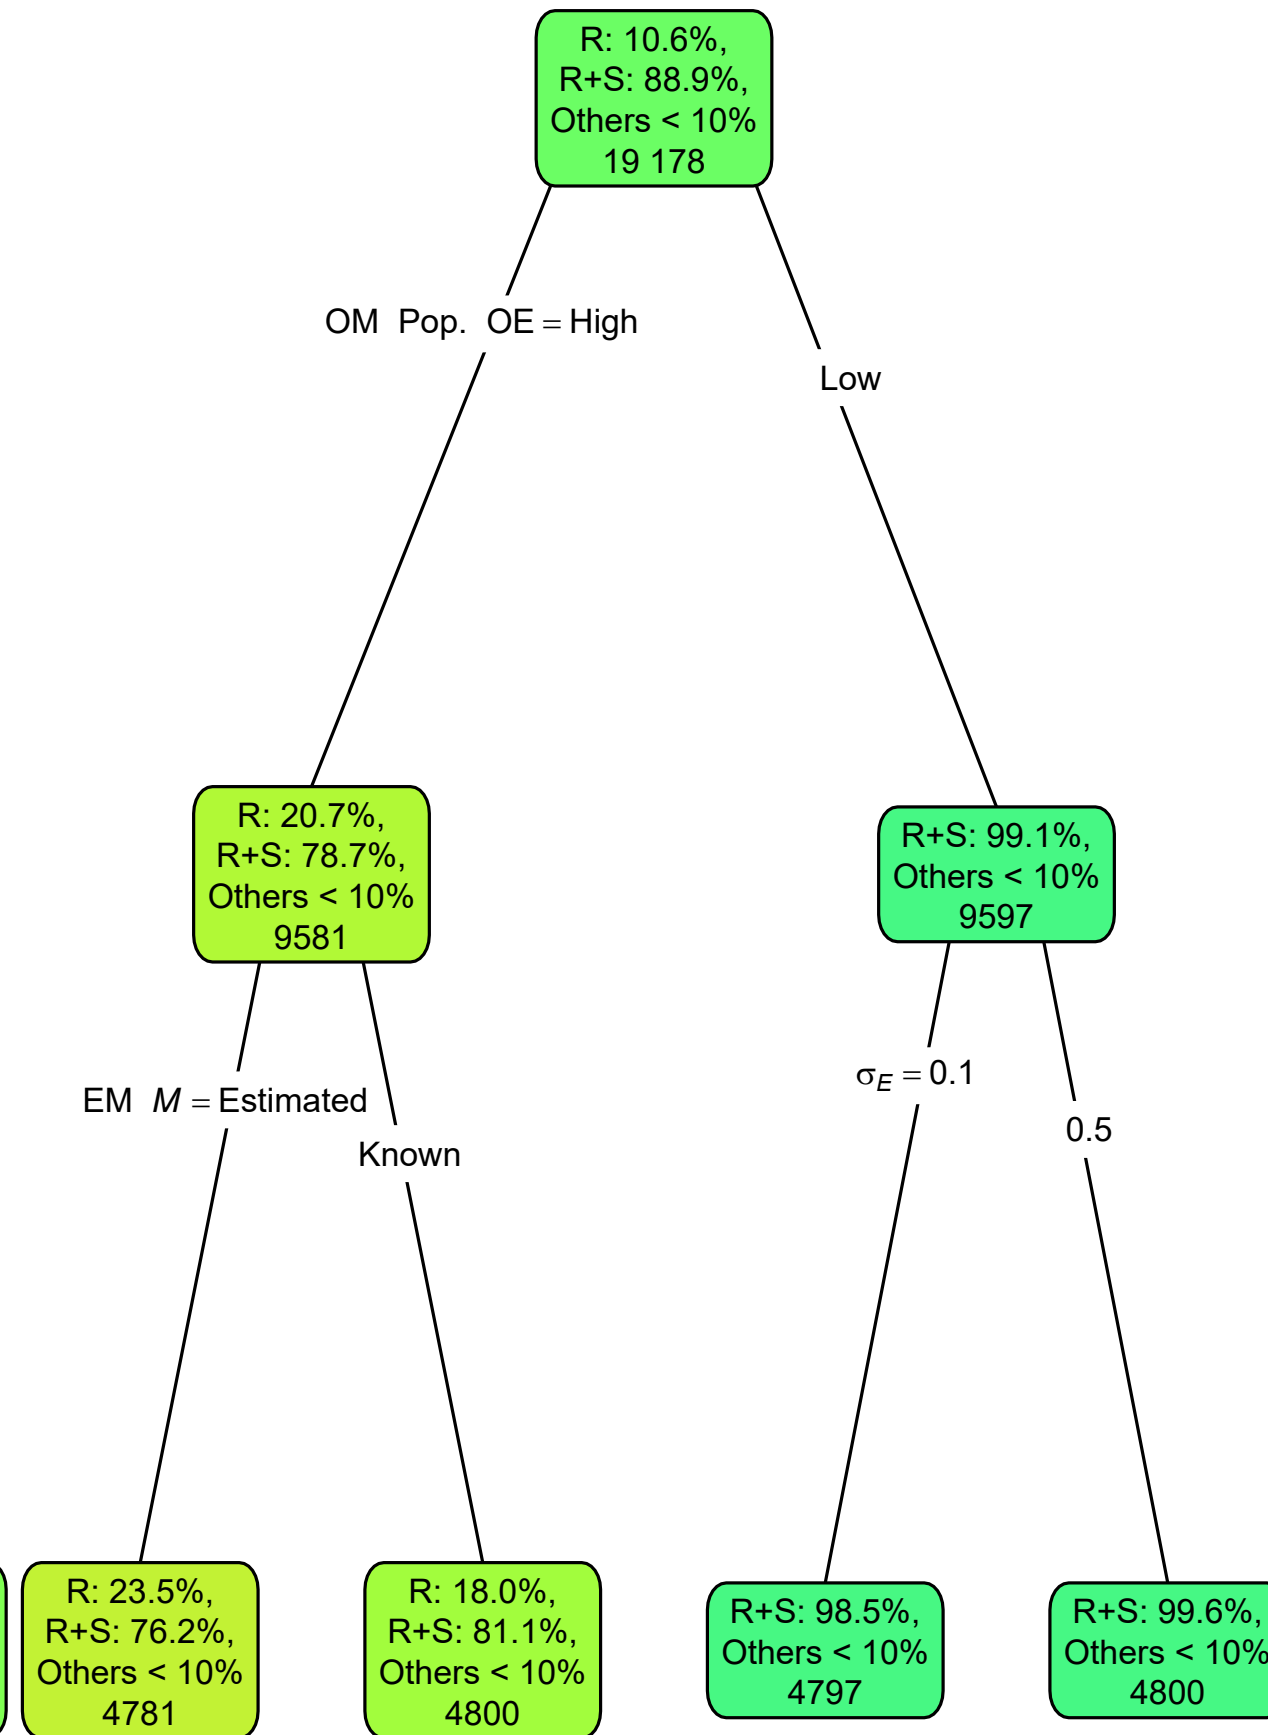 R: 10.6%,
R+S: 88.9%,
Others < 10%
19 178
OM Pop. OE = High
Low
R: 20.7%,
R+S: 78.7%,
Others < 10%
9581
R+S: 99.1%,
Others < 10%
9597
EM M = Estimated
Known
σE = 0.1
0.5
R: 23.5%,
R+S: 76.2%,
Others < 10%
4781
R: 18.0%,
R+S: 81.1%,
Others < 10%
4800
R+S: 98.5%,
Others < 10%
4797
R+S: 99.6%,
Others < 10%
4800